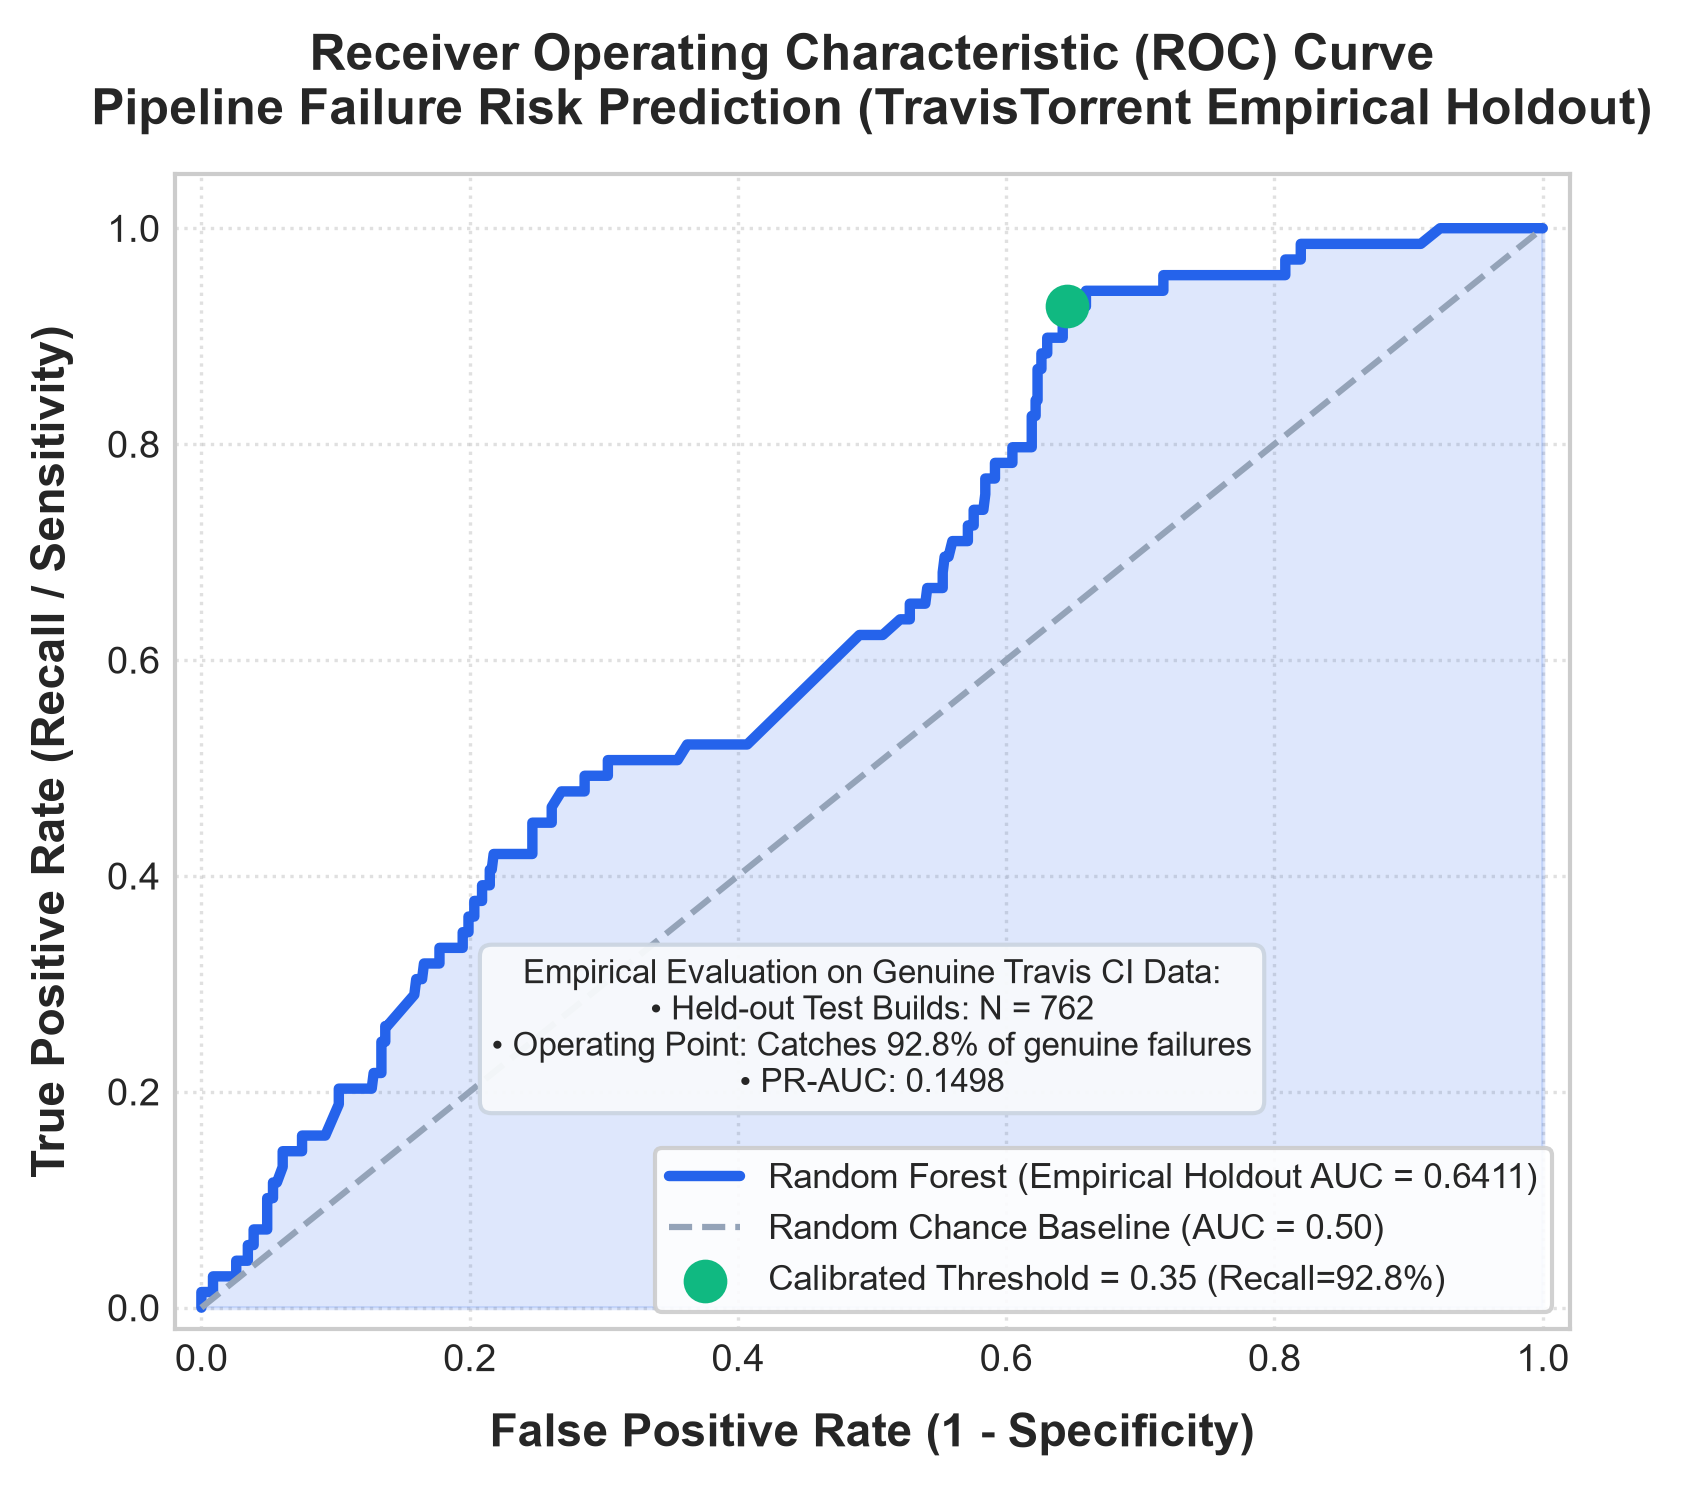 Receiver Operating Characteristic (ROC) Curve
Pipeline Failure Risk Prediction (TravisTorrent Empirical Holdout)
True Positive Rate (Recall / Sensitivity)
1.0
0.8
0.6
0.4
0.2
0.0
Empirical Evaluation on Genuine Travis CI Data:
• Held-out Test Builds: N = 762
• Operating Point: Catches 92.8% of genuine failures
• PR-AUC: 0.1498
Random Forest (Empirical Holdout AUC = 0.6411)
Random Chance Baseline (AUC = 0.50)
Calibrated Threshold = 0.35 (Recall=92.8%)
0.0 0.2 0.4 0.6 0.8 1.0
False Positive Rate (1 - Specificity)